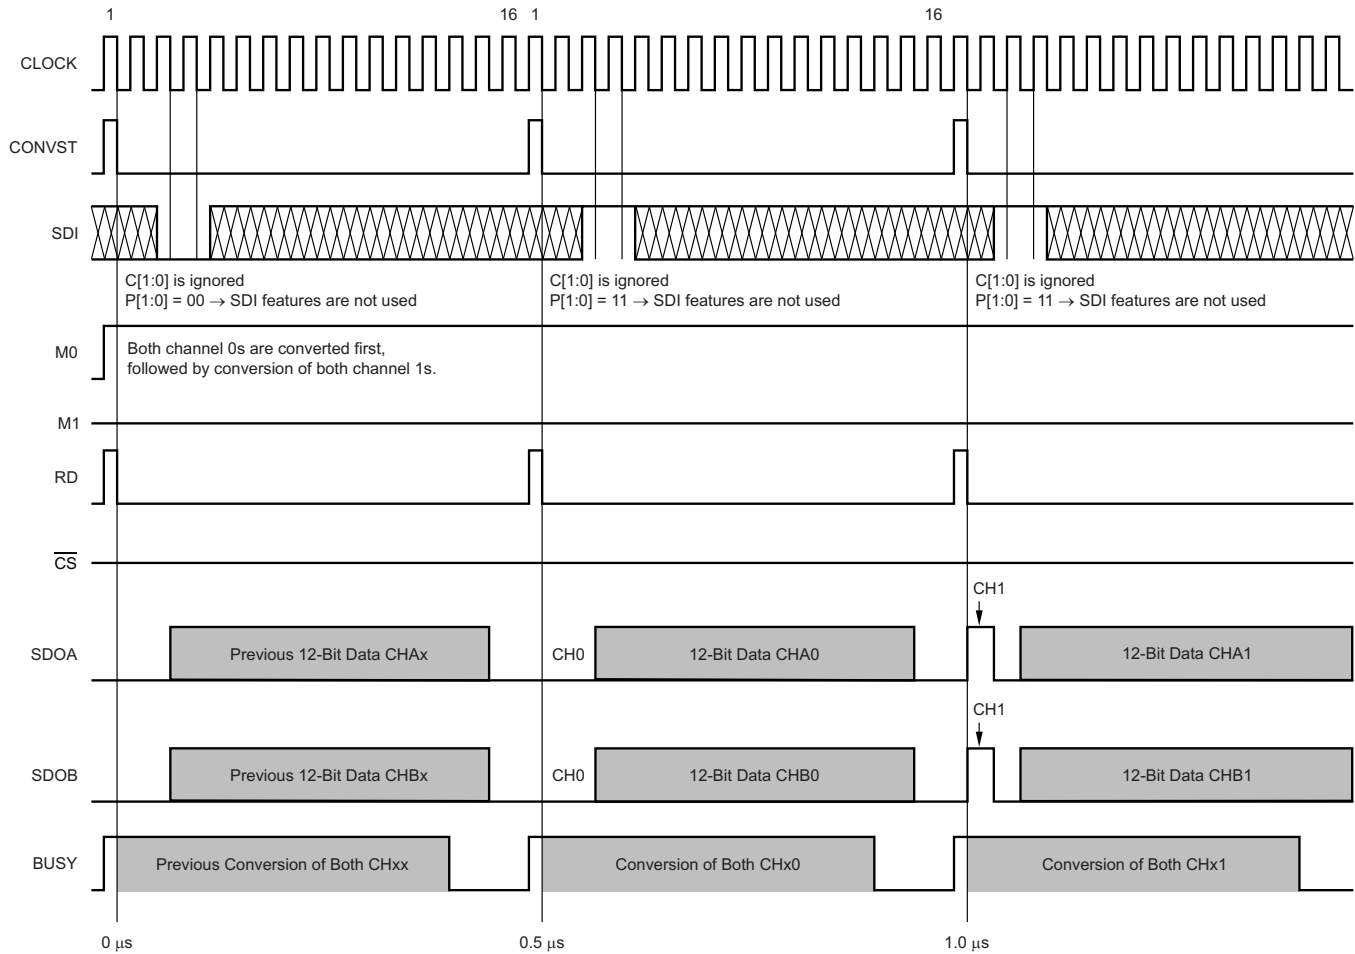 1 16 1 16
CLOCK
CONVST
SDI
C[1:0] is ignored
P[1:0] = 00 → SDI features are not used
C[1:0] is ignored
P[1:0] = 11 → SDI features are not used
C[1:0] is ignored
P[1:0] = 11 → SDI features are not used
M0
Both channel 0s are converted first,
followed by conversion of both channel 1s.
M1
RD
CS
CH1
SDOA
Previous 12-Bit Data CHAx
CH0
12-Bit Data CHA0
12-Bit Data CHA1
CH1
SDOB
Previous 12-Bit Data CHBx
CH0
12-Bit Data CHB0
12-Bit Data CHB1
BUSY
Previous Conversion of Both CHxx
Conversion of Both CHx0
Conversion of Both CHx1
0 μs
0.5 μs
1.0 μs